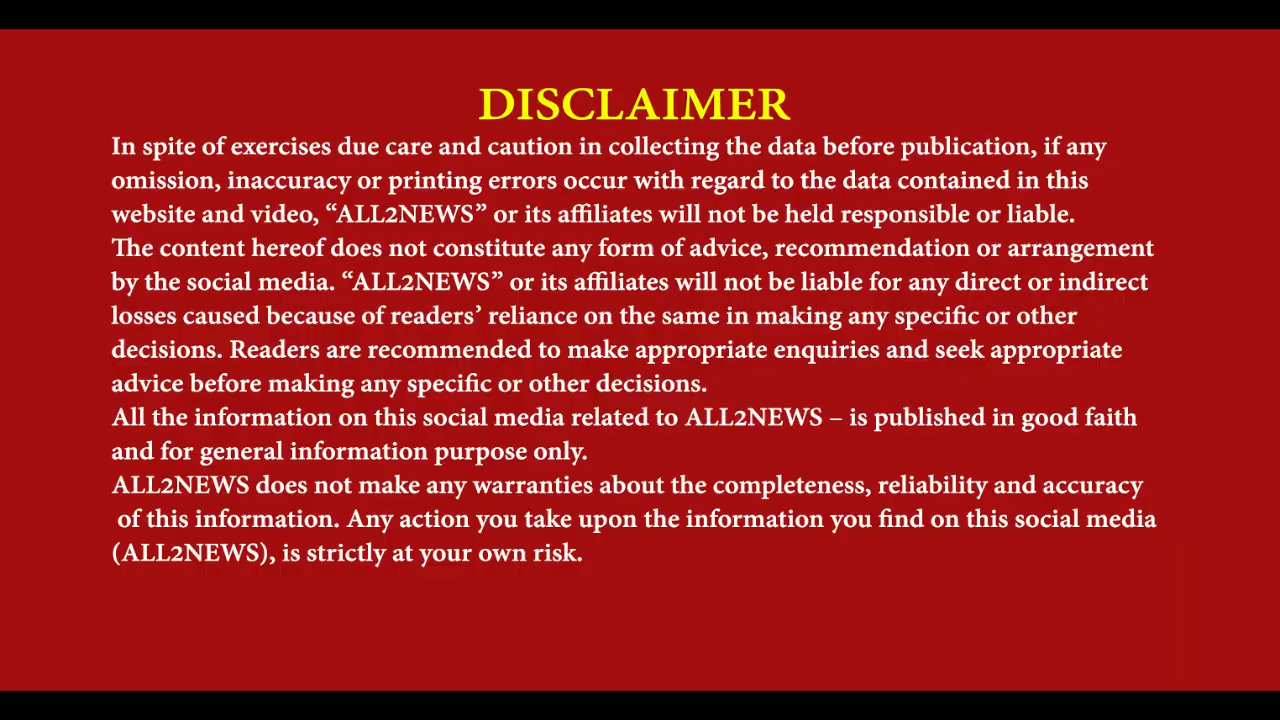 DISCLAIMER
In spite of exercises due care and caution in collecting the data before publication, if any
omission, inaccuracy or printing errors occur with regard to the data contained in this
website and video, “ALL2NEWS” or its affiliates will not be held responsible or liable.
The content hereof does not constitute any form of advice, recommendation or arrangement
by the social media. “ALL2NEWS” or its affiliates will not be liable for any direct or indirect
losses caused because of readers’ reliance on the same in making any specific or other
decisions. Readers are recommended to make appropriate enquiries and seek appropriate
advice before making any specific or other decisions.
All the information on this social media related to ALL2NEWS – is published in good faith
and for general information purpose only.
ALL2NEWS does not make any warranties about the completeness, reliability and accuracy
of this information. Any action you take upon the information you find on this social media
(ALL2NEWS), is strictly at your own risk.